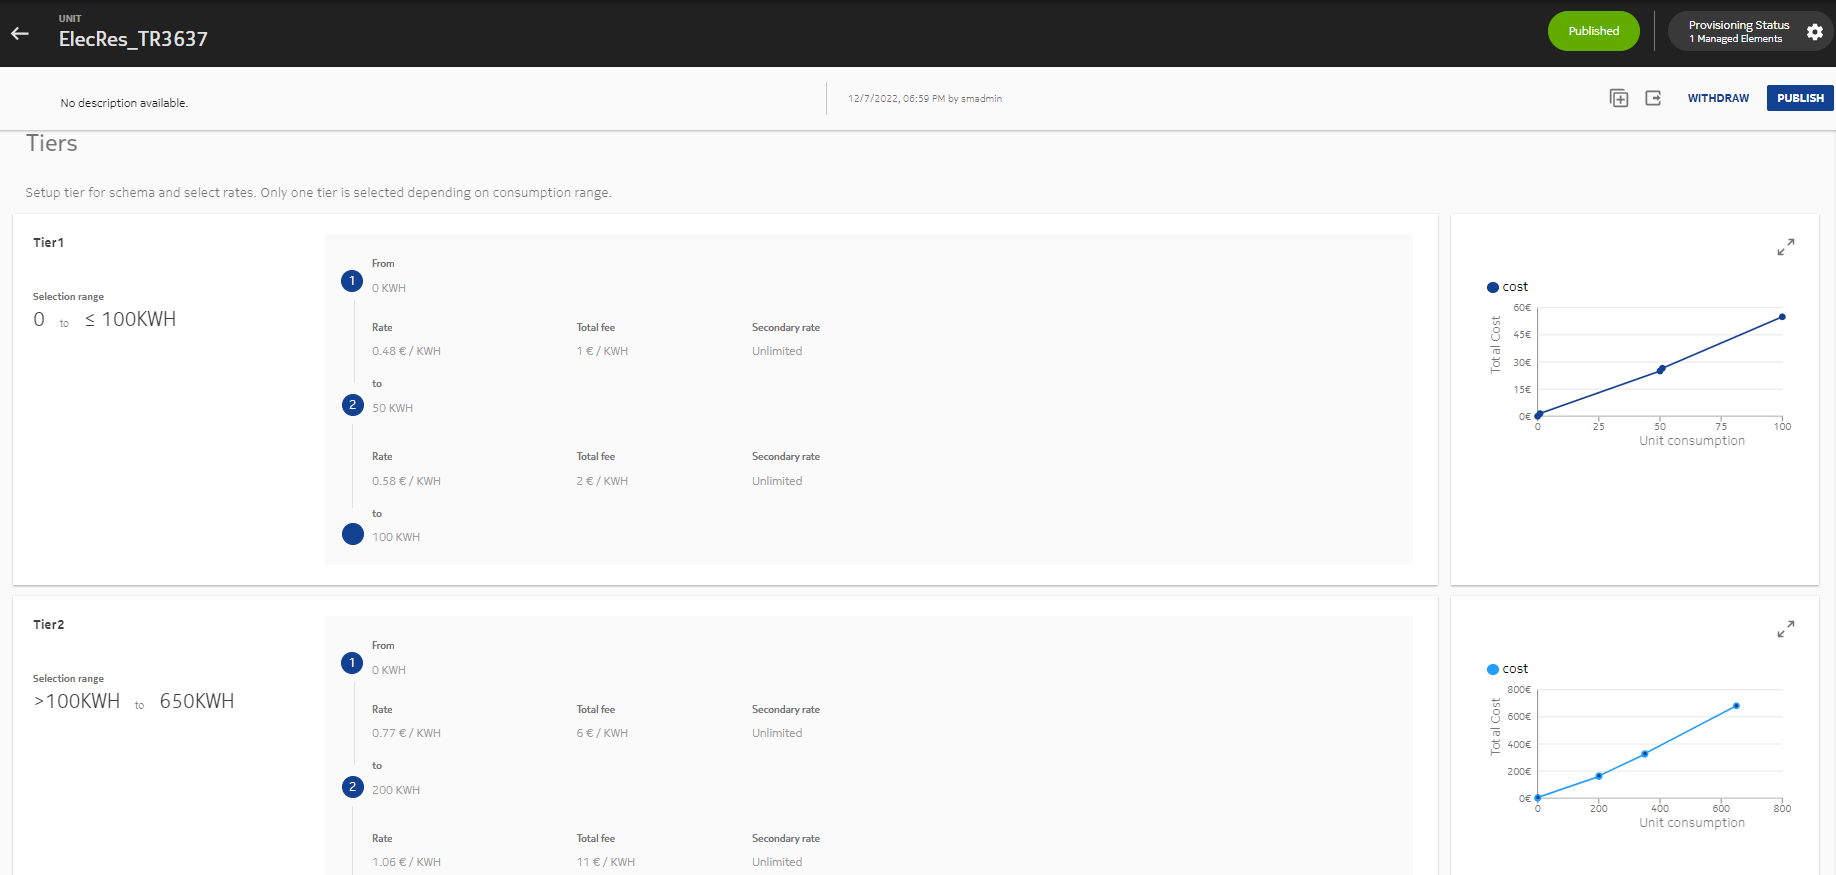 UNIT
ElecRes_TR3637
Published
Provisioning Status
1 Managed Elements
No description available.
12/7/2022, 06:59 PM by smadmin
WITHDRAW
PUBLISH
Tiers
Setup tier for schema and select rates. Only one tier is selected depending on consumption range.
Tier1
Selection range
0 to ≤ 100KWH
1
From
0 KWH
Rate Total fee Secondary rate
0.48 € / KWH 1 € / KWH Unlimited
to
2
50 KWH
Rate Total fee Secondary rate
0.58 € / KWH 2 € / KWH Unlimited
to
100 KWH
cost
Total Cost
60€
45€
30€
15€
0€
0 25 50 75 100
Unit consumption
Tier2
Selection range
>100KWH to 650KWH
1
From
0 KWH
Rate Total fee Secondary rate
0.77 € / KWH 6 € / KWH Unlimited
to
2
200 KWH
Rate Total fee Secondary rate
1.06 € / KWH 11 € / KWH Unlimited
cost
Total Cost
800€
600€
400€
200€
0€
0 200 400 600 800
Unit consumption